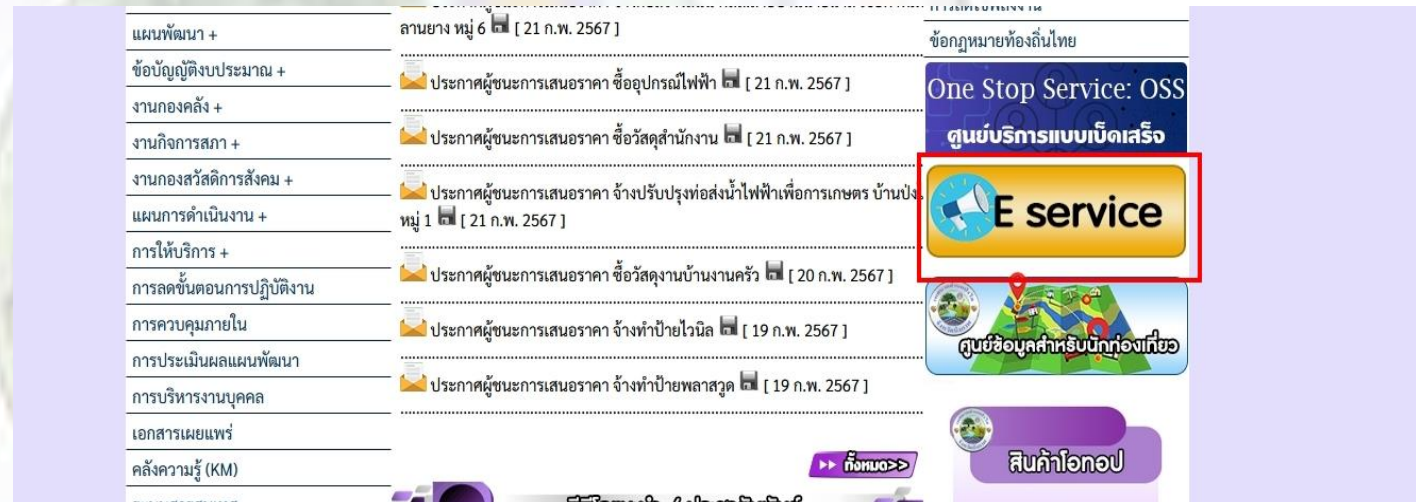 แผนพัฒนา +
ข้อบัญญัติงบประมาณ +
งานกองคลัง +
งานกิจการสภา +
งานกองสวัสดิการสังคม +
แผนการดำเนินงาน +
การให้บริการ +
การลดขั้นตอนการปฏิบัติงาน
การควบคุมภายใน
การประเมินผลแผนพัฒนา
การบริหารงานบุคคล
เอกสารเผยแพร่
คลังความรู้ (KM)
ลานยาง หมู่ 6 [ 21 ก.พ. 2567 ]
ประกาศผู้ชนะการเสนอราคา ซื้ออุปกรณ์ไฟฟ้า [ 21 ก.พ. 2567 ]
ประกาศผู้ชนะการเสนอราคา ซื้อวัสดุสำนักงาน [ 21 ก.พ. 2567 ]
ประกาศผู้ชนะการเสนอราคา จ้างปรับปรุงท่อส่งน้ำไฟฟ้าเพื่อการเกษตร
หมู่ 1 [ 21 ก.พ. 2567 ]
ประกาศผู้ชนะการเสนอราคา ซื้อวัสดุงานบ้านงานครัว [ 20 ก.พ. 2567 ]
ประกาศผู้ชนะการเสนอราคา จ้างทำป้ายไวนิล [ 19 ก.พ. 2567 ]
ประกาศผู้ชนะการเสนอราคา จ้างทำป้ายพลาสวูด [ 19 ก.พ. 2567 ]
ทั้งหมด>>
ข้อกฏหมายท้องถิ่นไทย
One Stop Service: OSS
ศูนย์บริการแบบเบ็ดเสร็จ
E service
ศูนย์ข้อมูลสำหรับนักท่องเที่ยว
สินค้าโอทอป